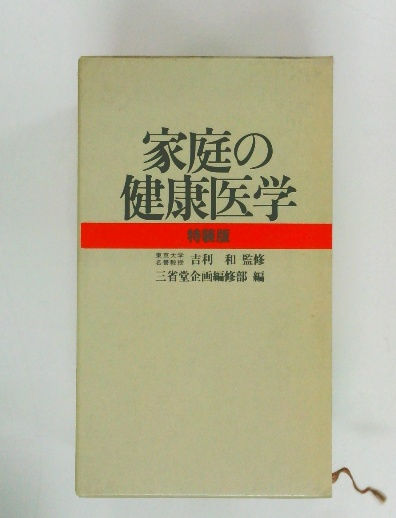 家庭の
健康医学
特装版
東京大学
名誉教授 吉利 和 監修
三省堂企画編修部 編